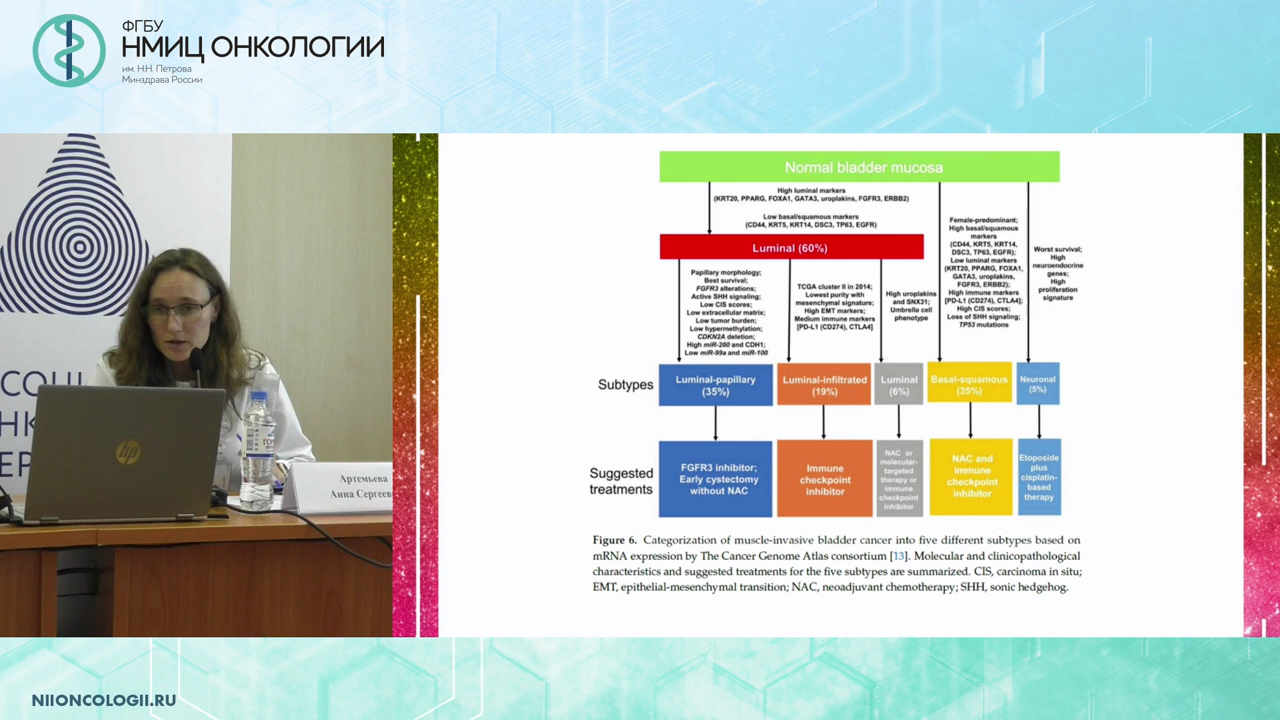 ФГБУ
НМИЦ ОНКОЛОГИИ
им. Н.Н. Петрова
Минздрава России
hp
Артемьева
Анна Сергеев
Normal bladder mucosa
High luminal markers
(KRT20, PPARG, FOXA1, GATA3, uroplakins, FGFR3, ERBB2)
Low basal/squamous markers
(CD44, KRT5, KRT14, DSC3, TP63, EGFR)
Luminal (60%)
Papillary morphology;
Best survival;
FGFR3 alterations;
Active SHH signaling;
Low CIS scores;
Low extracellular matrix;
Low tumor burden;
Low hypermethylation;
CDKN2A deletion;
High miR-200 and CDH1;
Low miR-99a and miR-100
TCGA cluster II in 2014;
Lowest purity with
mesenchymal signature;
High EMT markers;
Medium immune markers
[PD-L1 (CD274), CTLA4]
High uroplakins
and SNX31;
Umbrella cell
phenotype
Female-predominant;
High basal/squamous
markers
(CD44, KRT5, KRT14,
DSC3, TP63, EGFR);
Low luminal markers
(KRT20, PPARG, FOXA1,
GATA3, uroplakins,
FGFR3, ERBB2);
High immune markers
[PD-L1 (CD274), CTLA4];
High CIS scores;
Loss of SHH signaling;
TP53 mutations
Worst survival;
High
neuroendocrine
genes;
High
proliferation
signature
Subtypes
Luminal-papillary
(35%)
Luminal-infiltrated
(19%)
Luminal
(6%)
Basal-squamous
(35%)
Neuronal
(5%)
Suggested
treatments
FGFR3 inhibitor;
Early cystectomy
without NAC
Immune
checkpoint
inhibitor
NAC or
molecular-
targeted
therapy or
immune
checkpoint
inhibitor
NAC and
immune
checkpoint
inhibitor
Etoposide
plus
cisplatin-
based
therapy
Figure 6. Categorization of muscle-invasive bladder cancer into five different subtypes based on
mRNA expression by The Cancer Genome Atlas consortium [13]. Molecular and clinicopathological
characteristics and suggested treatments for the five subtypes are summarized. CIS, carcinoma in situ;
EMT, epithelial-mesenchymal transition; NAC, neoadjuvant chemotherapy; SHH, sonic hedgehog.
NIIONCOLOGII.RU